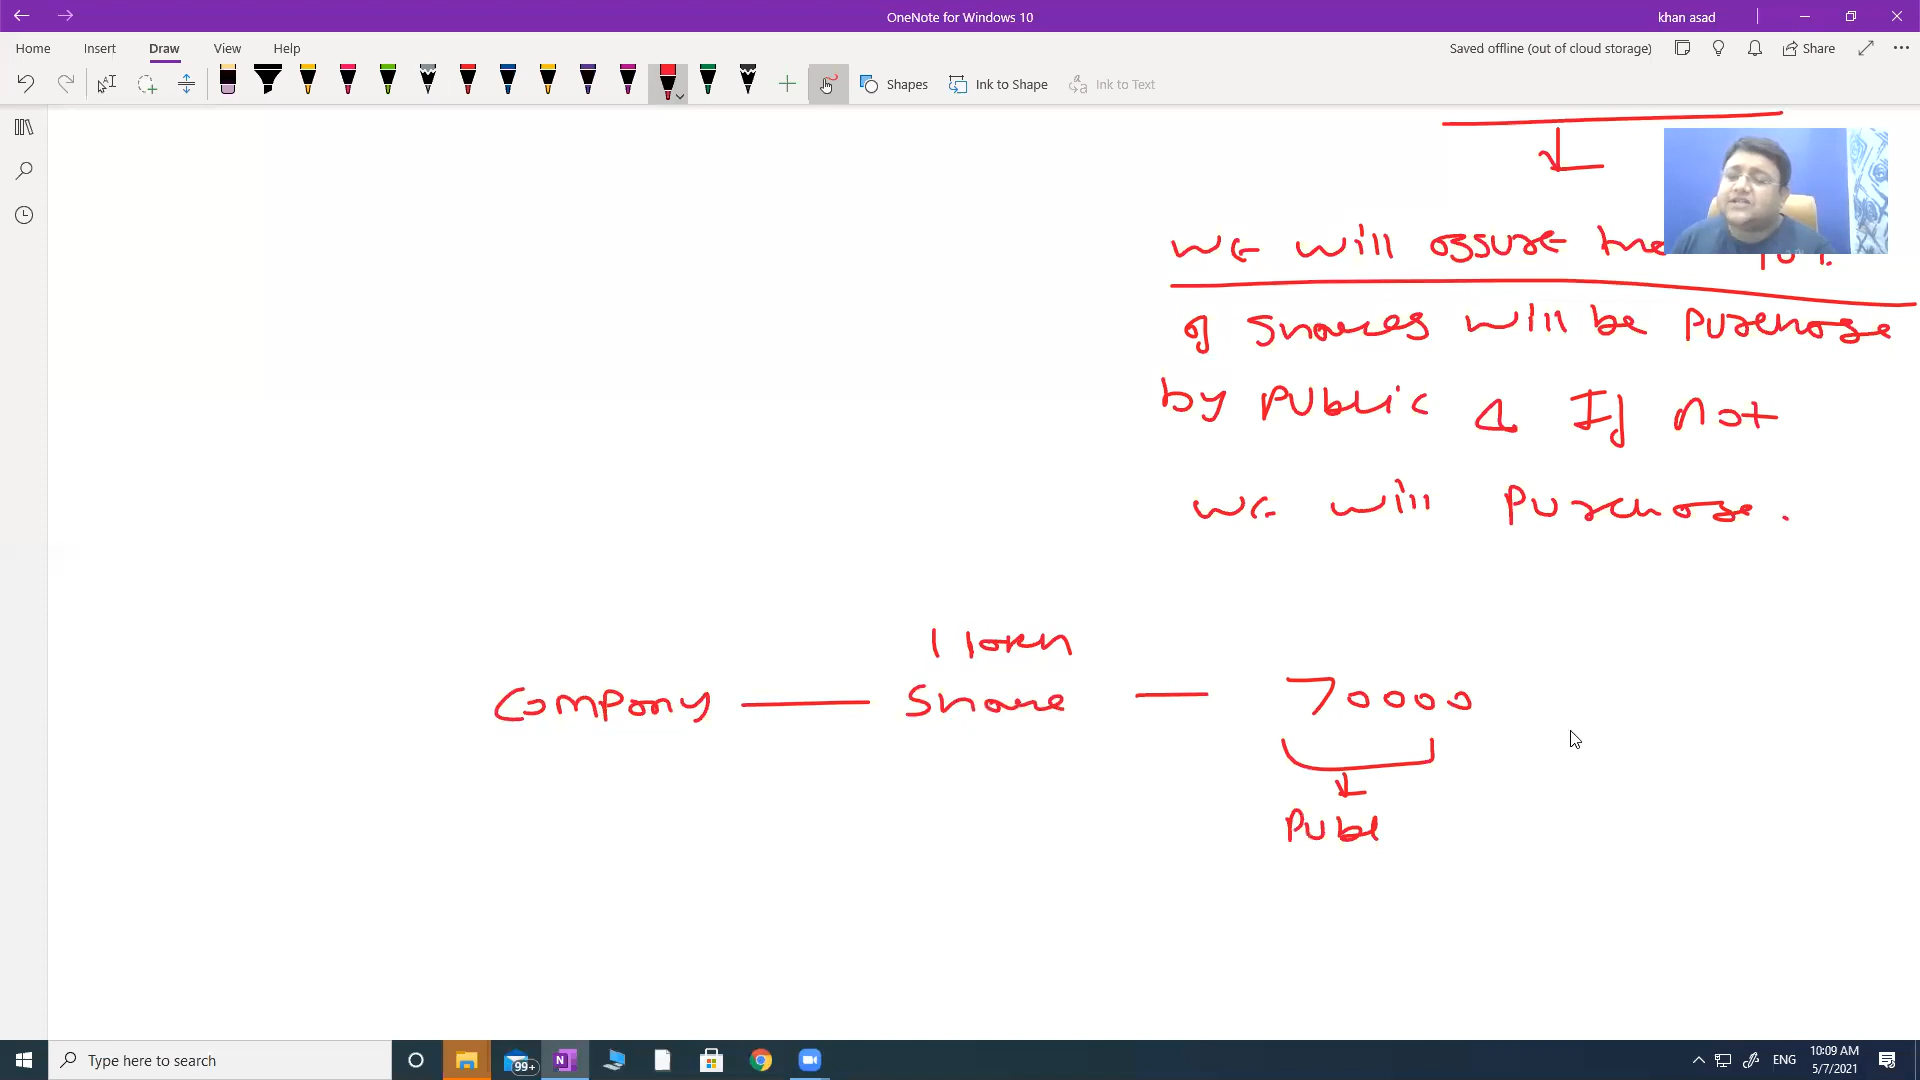 OneNote for Windows 10
khan asad
Home Insert Draw View Help
Saved offline (out of cloud storage)
Share
Shapes
Ink to Shape
Ink to Text
we will assure
of shares will be purchase
by public & If not
we will purchase.
1 lakh
Company — Share — 70000
Publ
Type here to search
99+
ENG
10:09 AM
5/7/2021